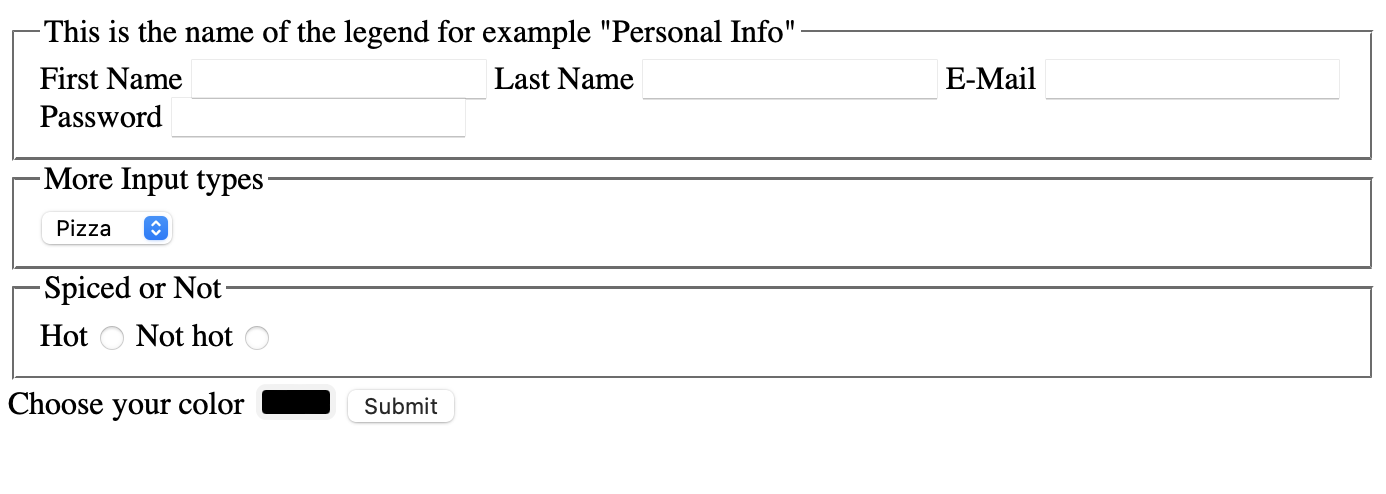 This is the name of the legend for example "Personal Info"
First Name Last Name E-Mail
Password
More Input types
Pizza
Spiced or Not
Hot Not hot
Choose your color Submit